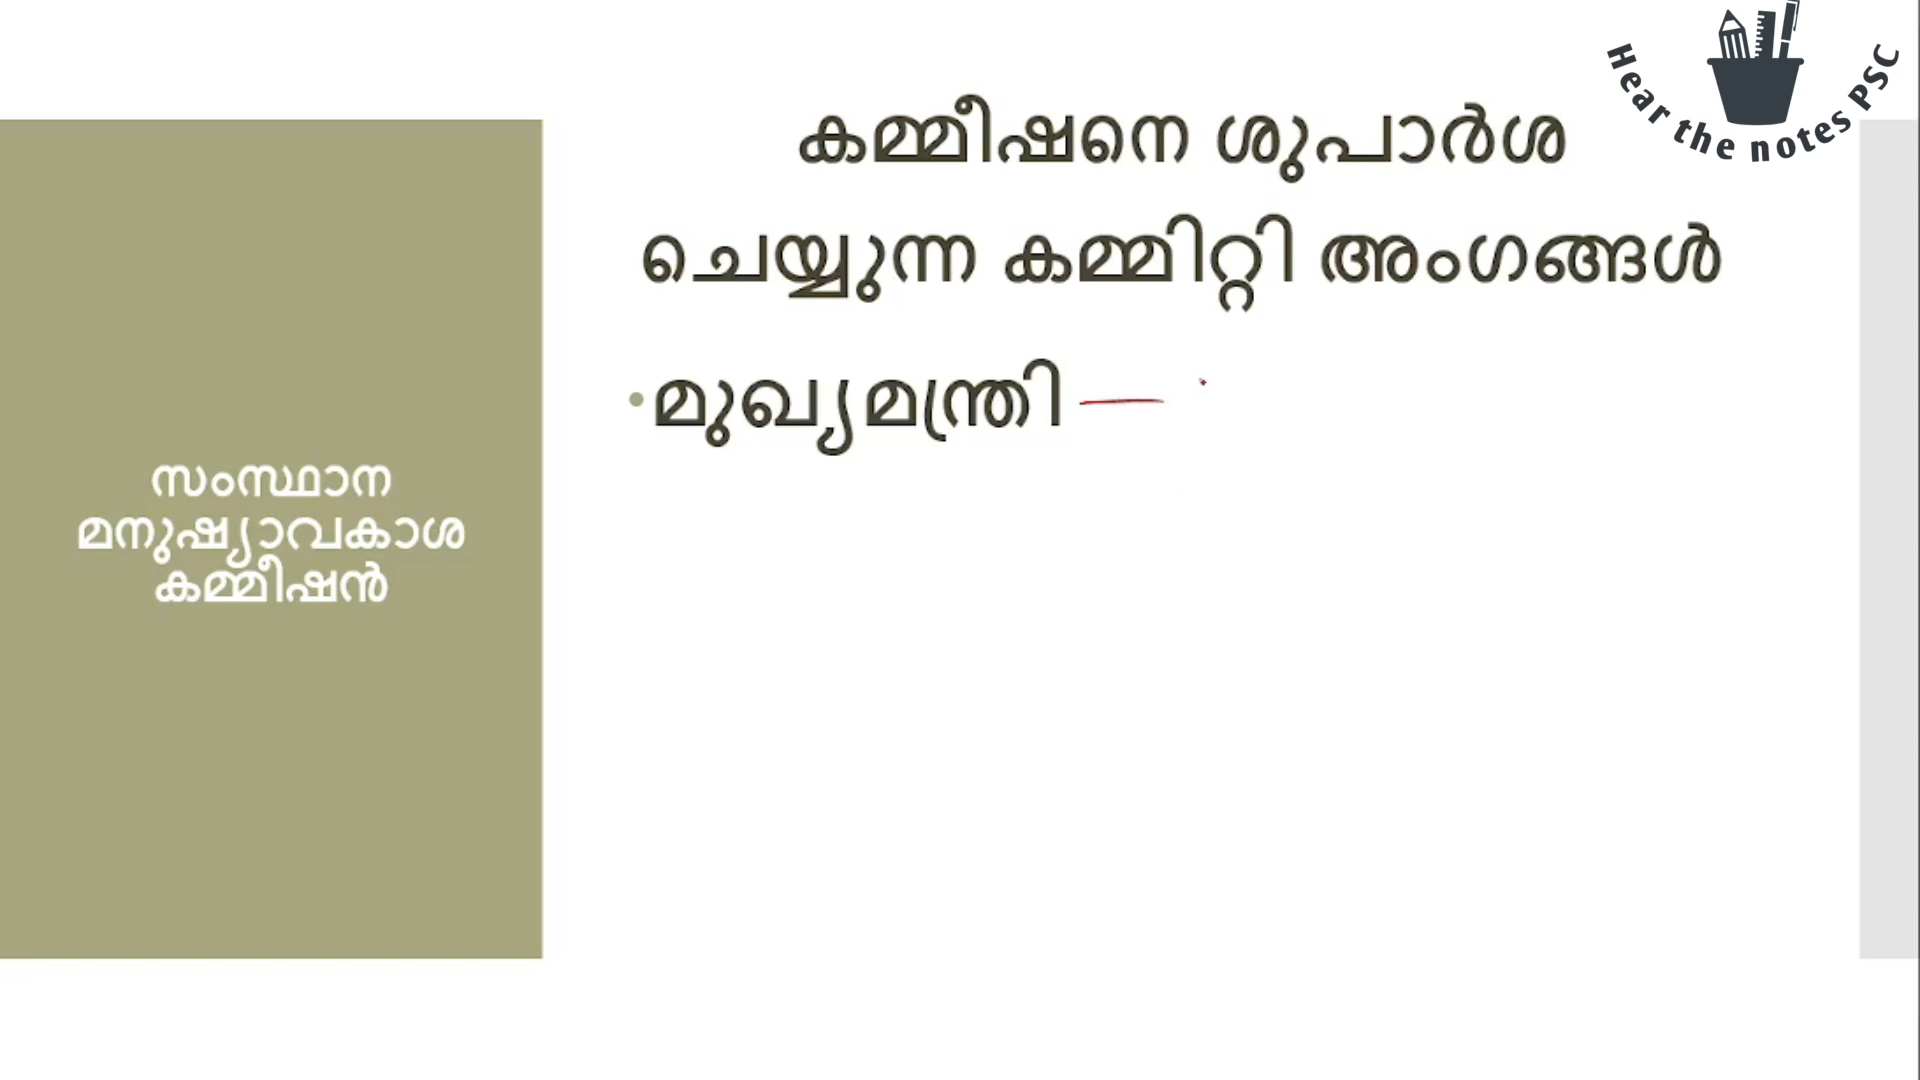 Hear the notes PSC
കമ്മീഷനെ ശുപാർശ
ചെയ്യുന്ന കമ്മിറ്റി അംഗങ്ങൾ
•മുഖ്യമന്ത്രി
സംസ്ഥാന
മനുഷ്യാവകാശ
കമ്മീഷൻ